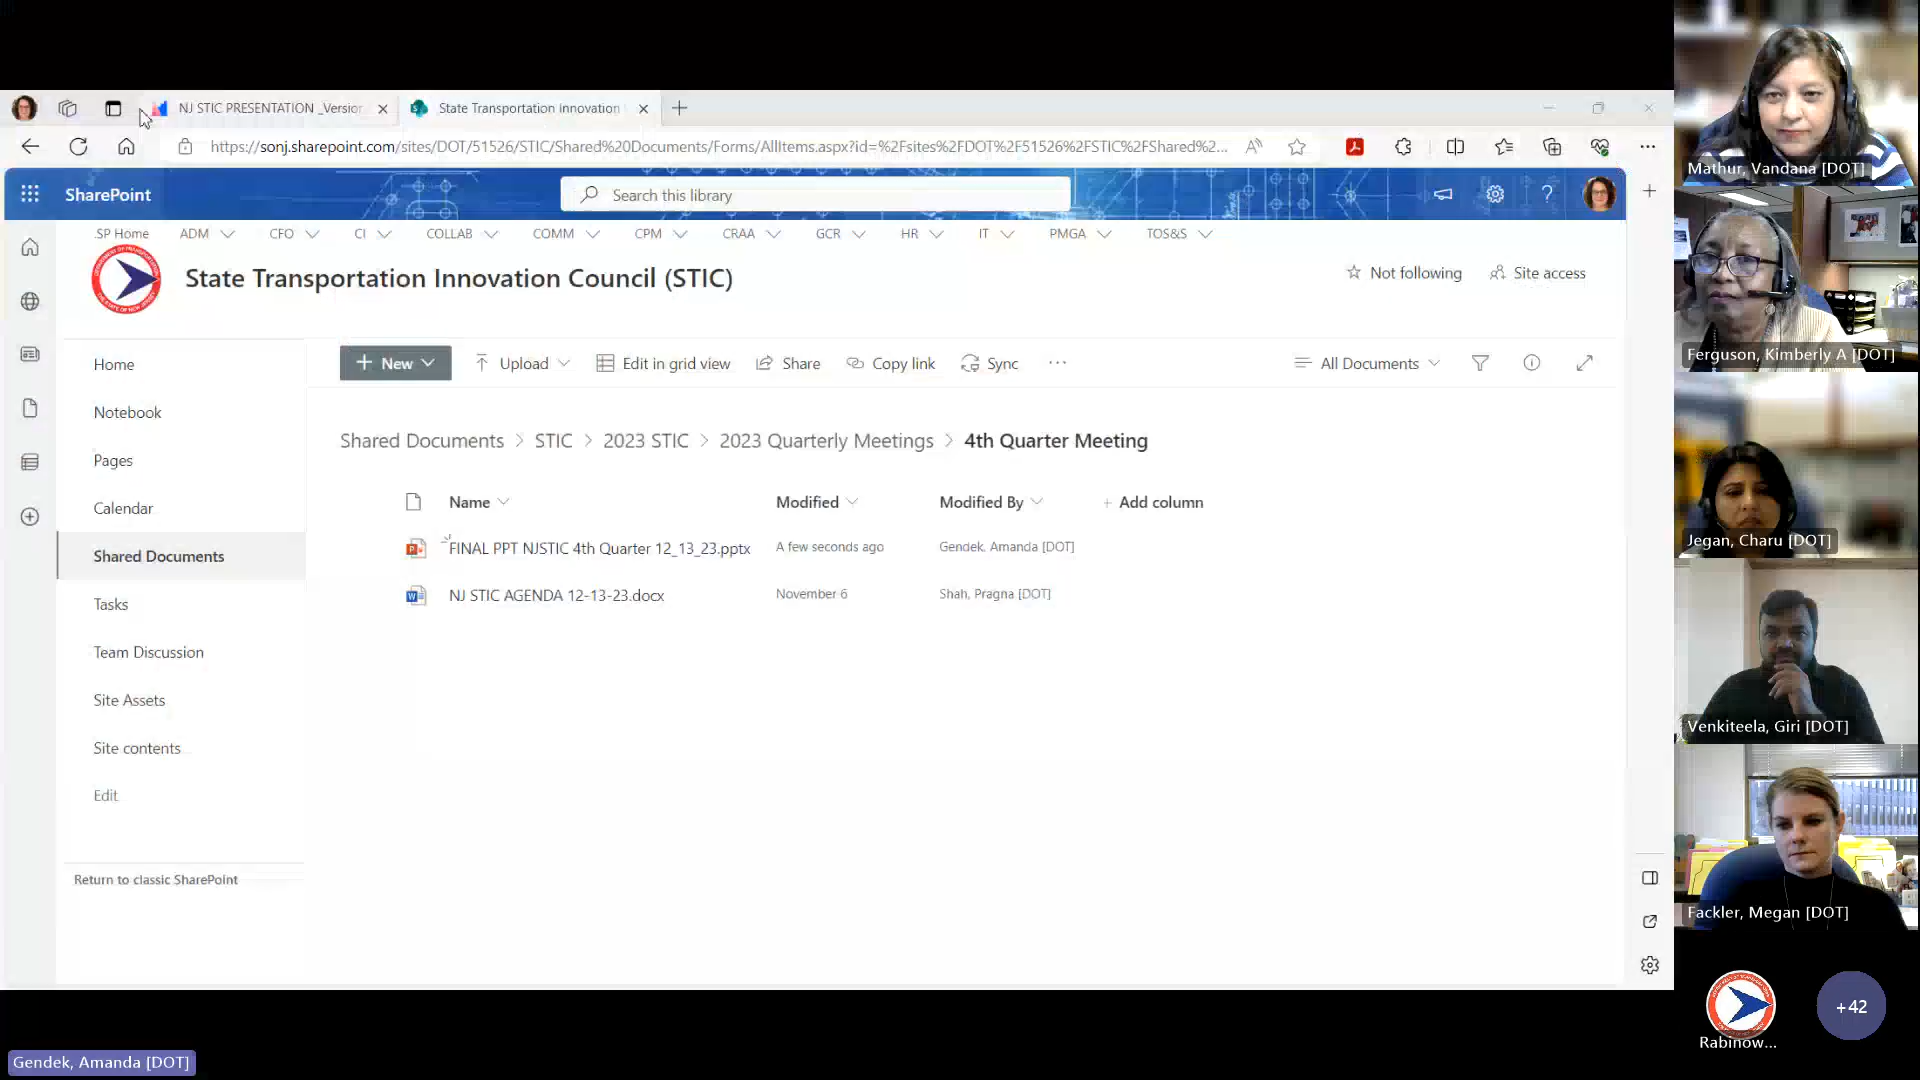 NJ STIC PRESENTATION _Versior
State Transportation innovation
https://sonj.sharepoint.com/sites/DOT/51526/STIC/Shared%20Documents/Forms/AllItems.aspx?id=%2Fsites%2FDOT%2F51526%2FSTIC%2FShared%2...
SharePoint
Search this library
.SP Home
ADM
CFO
CI
COLLAB
COMM
CPM
CRAA
GCR
HR
IT
PMGA
TOS&S
State Transportation Innovation Council (STIC)
Not following
Site access
Home
Notebook
Pages
Calendar
Shared Documents
Tasks
Team Discussion
Site Assets
Site contents
Edit
Return to classic SharePoint
New
Upload
Edit in grid view
Share
Copy link
Sync
All Documents
Shared Documents > STIC > 2023 STIC > 2023 Quarterly Meetings > 4th Quarter Meeting
Name
Modified
Modified By
+ Add column
FINAL PPT NJSTIC 4th Quarter 12_13_23.pptx
A few seconds ago
Gendek, Amanda [DOT]
NJ STIC AGENDA 12-13-23.docx
November 6
Shah, Pragna [DOT]
Mathur, Vandana [DOT]
Ferguson, Kimberly A [DOT]
Jegan, Charu [DOT]
Venkiteela, Giri [DOT]
Fackler, Megan [DOT]
Rabinow...
+42
Gendek, Amanda [DOT]